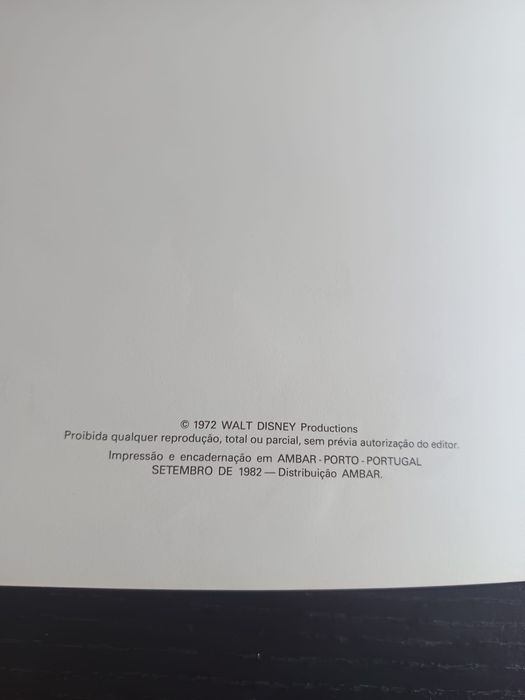 © 1972 WALT DISNEY Productions
Proibida qualquer reprodução, total ou parcial, sem prévia autorização do editor.
Impressão e encadernação em AMBAR - PORTO - PORTUGAL
SETEMBRO DE 1982 — Distribuição AMBAR.